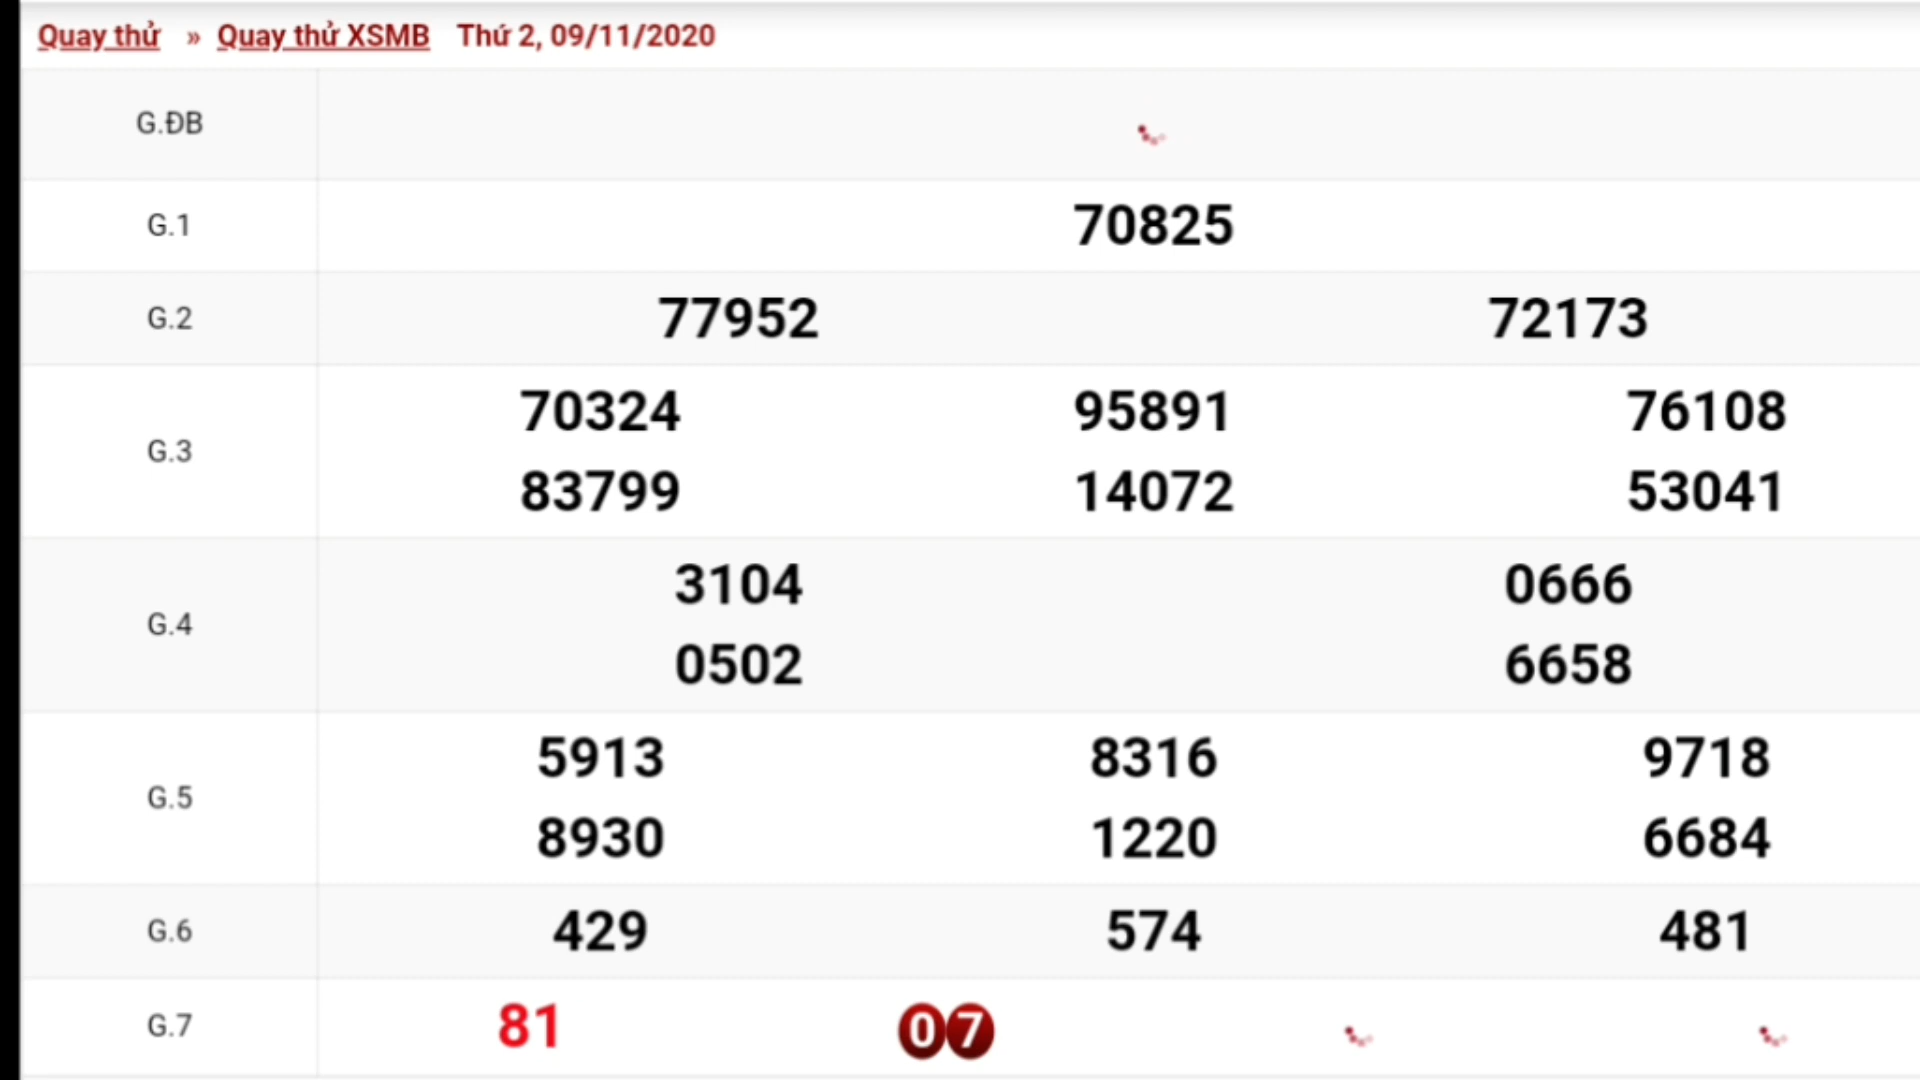 Quay thử » Quay thử XSMB Thứ 2, 09/11/2020
G.ĐB
G.1 70825
G.2 77952 72173
G.3 70324 95891 76108
83799 14072 53041
G.4 3104 0666
0502 6658
G.5 5913 8316 9718
8930 1220 6684
G.6 429 574 481
G.7 81 07